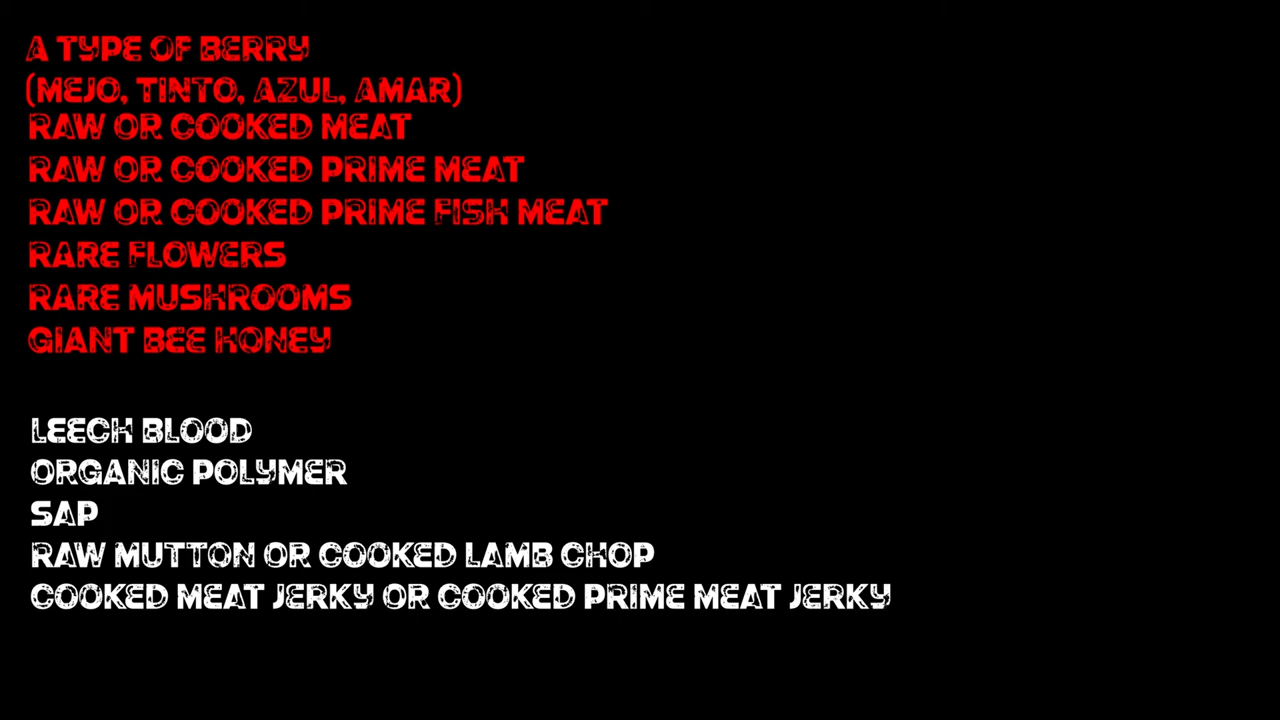 A TYPE OF BERRY
(MEJO, TINTO, AZUL, AMAR)
RAW OR COOKED MEAT
RAW OR COOKED PRIME MEAT
RAW OR COOKED PRIME FISH MEAT
RARE FLOWERS
RARE MUSHROOMS
GIANT BEE HONEY
LEECH BLOOD
ORGANIC POLYMER
SAP
RAW MUTTON OR COOKED LAMB CHOP
COOKED MEAT JERKY OR COOKED PRIME MEAT JERKY